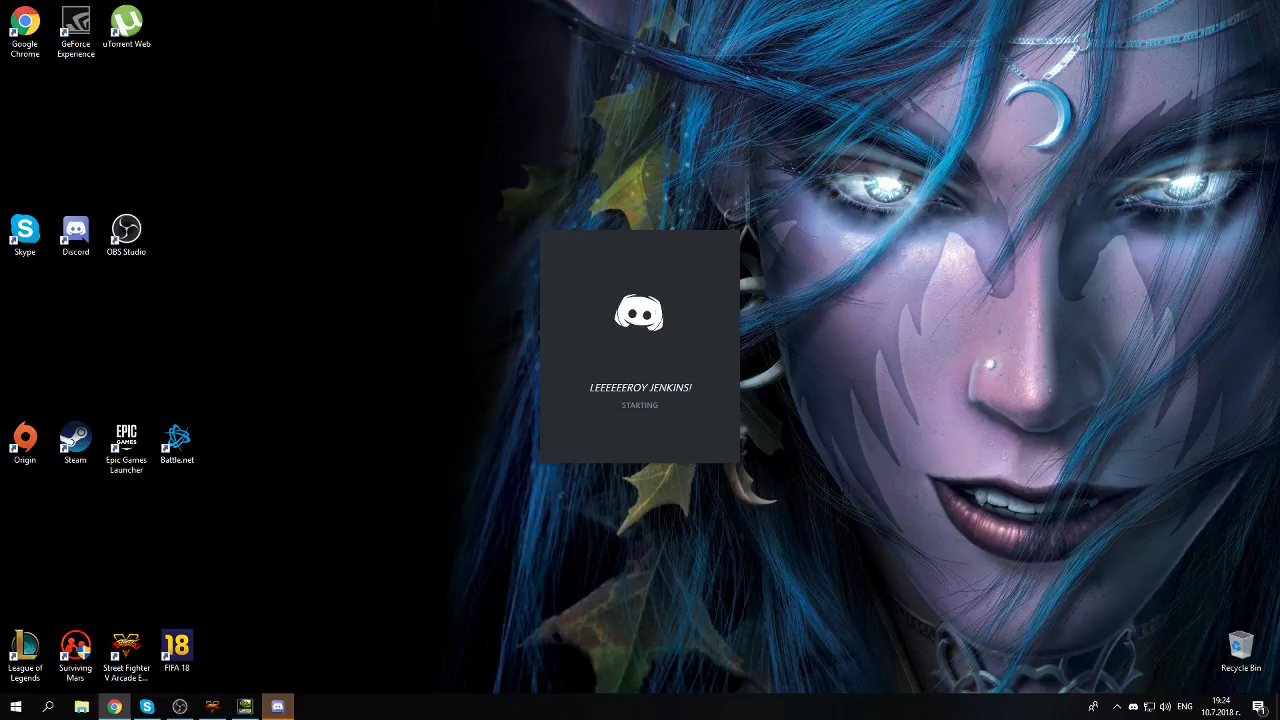 Google
Chrome
GeForce
Experience
uTorrent Web
Skype
Discord
OBS Studio
LEEEEEEROY JENKINS!
STARTING
Origin
Steam
EPIC
GAMES
Epic Games
Launcher
Battle.net
League of
Legends
Surviving
Mars
Street Fighter
V Arcade E...
18
FIFA 18
Recycle Bin
ENG
19:24
10.7.2018 г.
1